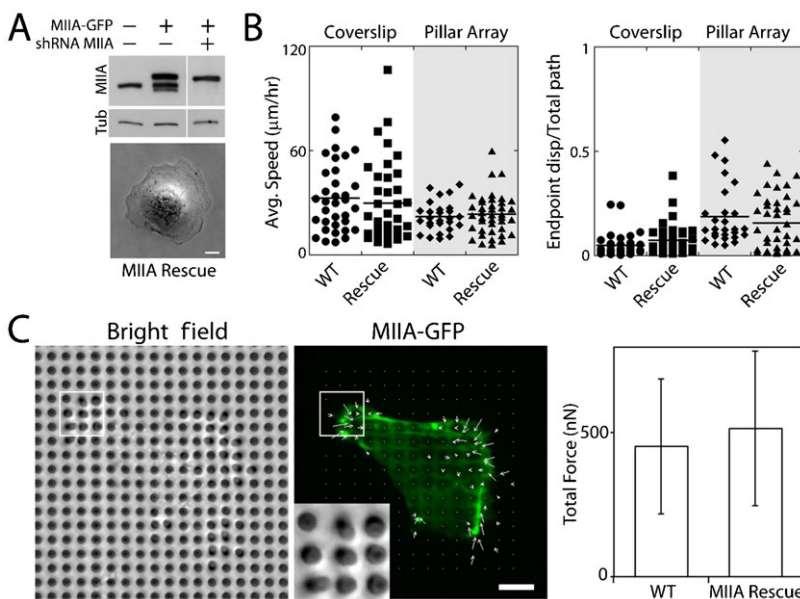 A
MIIA-GFP – + +
shRNA MIIA – – +
MIIA
Tub
MIIA Rescue
B
Coverslip Pillar Array
Avg. Speed (μm/hr)
120
60
0
WT Rescue WT Rescue
Coverslip Pillar Array
Endpoint disp/Total path
1
0.5
0
WT Rescue WT Rescue
C
Bright field MIIA-GFP
Total Force (nN)
500
0
WT MIIA Rescue